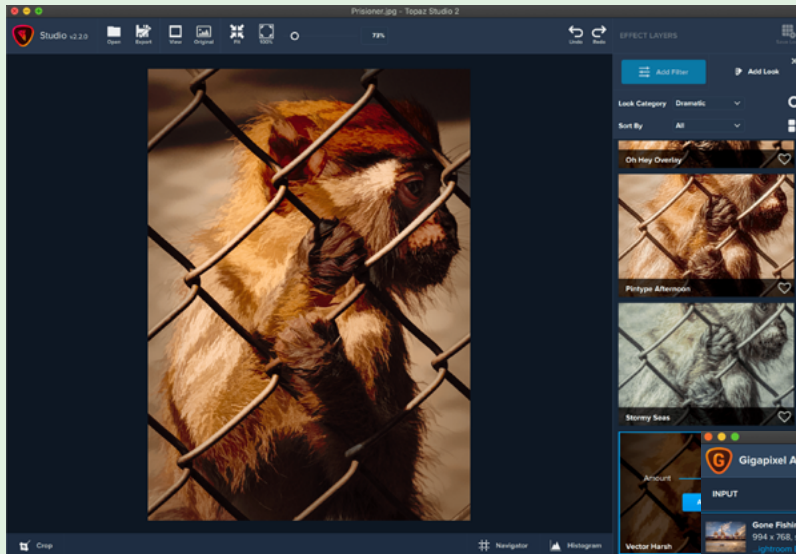 Prisioner.jpg - Topaz Studio 2
Studio v2.2.0
Open
Export
View
Original
Fit
100%
73%
Undo
Redo
EFFECT LAYERS
Add Filter
Add Look
Look Category
Dramatic
Sort By
All
Oh Hey Overlay
Pintype Afternoon
Stormy Seas
Amount
Vector Harsh
G
Gigapixel A
INPUT
Gone Fishin
994 x 768,
Crop
Navigator
Histogram